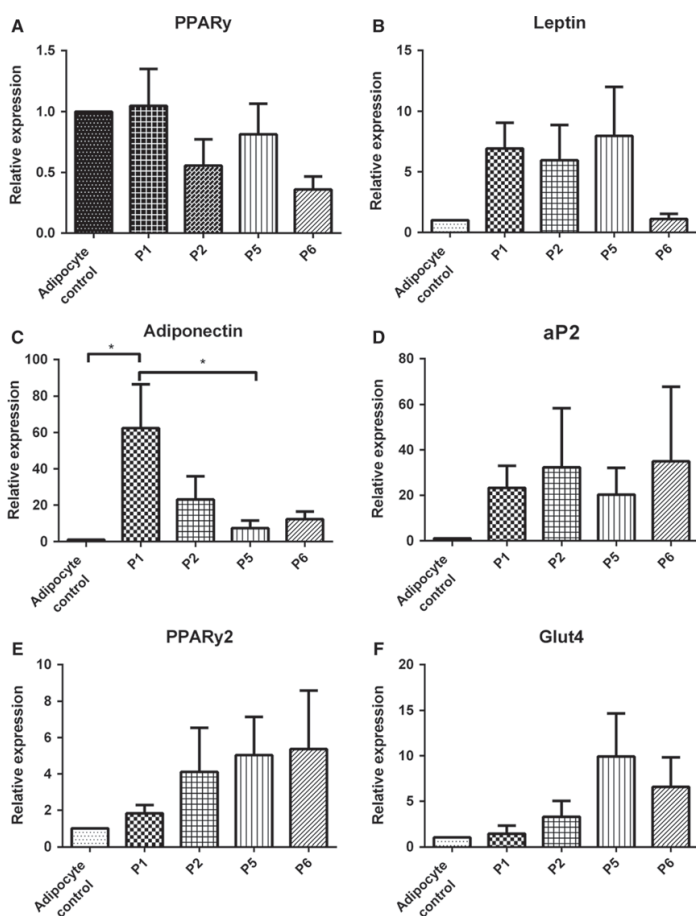 A
PPARy
Relative expression
1.5
1.0
0.5
0.0
Adipocyte
control
P1
P2
P5
P6
B
Leptin
Relative expression
15
10
5
0
Adipocyte
control
P1
P2
P5
P6
C
Adiponectin
Relative expression
100
80
60
40
20
0
*
*
Adipocyte
control
P1
P2
P5
P6
D
aP2
Relative expression
80
60
40
20
0
Adipocyte
control
P1
P2
P5
P6
E
PPARy2
Relative expression
10
8
6
4
2
0
Adipocyte
control
P1
P2
P5
P6
F
Glut4
Relative expression
20
15
10
5
0
Adipocyte
control
P1
P2
P5
P6